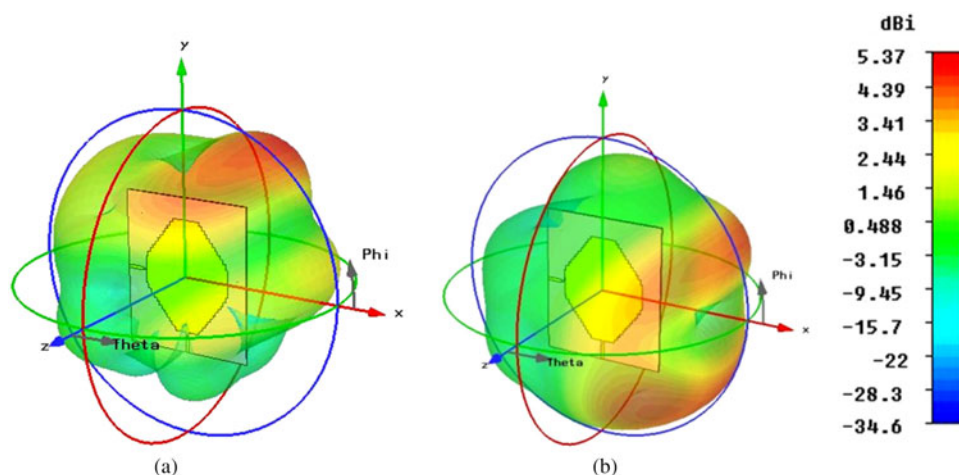 y
Phi
x
z
Theta
(a)
y
Phi
x
z
Theta
(b)
dBi
5.37
4.39
3.41
2.44
1.46
0.488
-3.15
-9.45
-15.7
-22
-28.3
-34.6